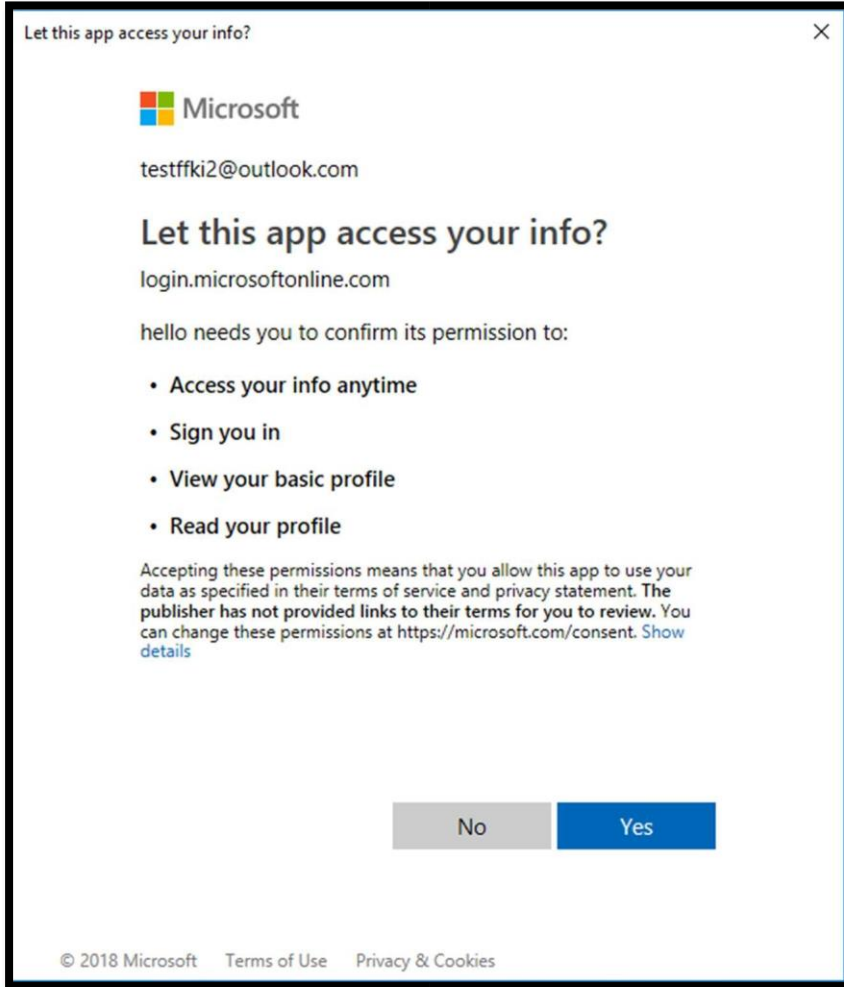 Let this app access your info?
Microsoft
testffki2@outlook.com
Let this app access your info?
login.microsoftonline.com
hello needs you to confirm its permission to:
• Access your info anytime
• Sign you in
• View your basic profile
• Read your profile
Accepting these permissions means that you allow this app to use your
data as specified in their terms of service and privacy statement. The
publisher has not provided links to their terms for you to review. You
can change these permissions at https://microsoft.com/consent. Show
details
No Yes
© 2018 Microsoft Terms of Use Privacy & Cookies